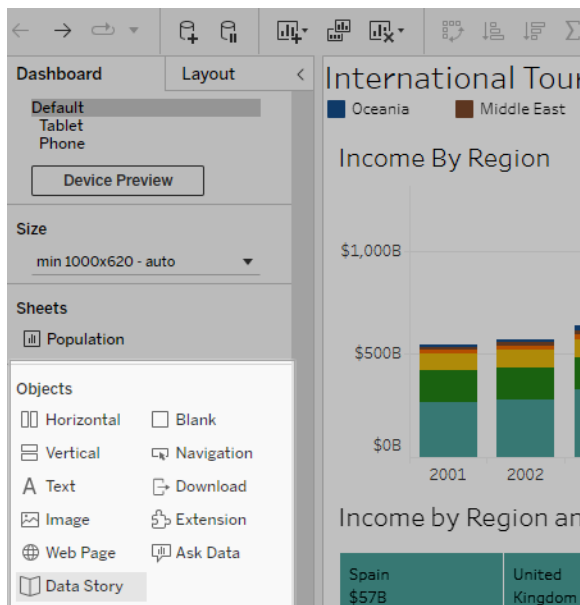 Dashboard
Layout
Default
Tablet
Phone
Device Preview
Size
min 1000x620 - auto
Sheets
Population
Objects
Horizontal
Blank
Vertical
Navigation
Text
Download
Image
Extension
Web Page
Ask Data
Data Story
International Tour
Oceania
Middle East
Income By Region
$1,000B
$500B
$0B
2001
2002
Income by Region an
Spain
$57B
United
Kingdom